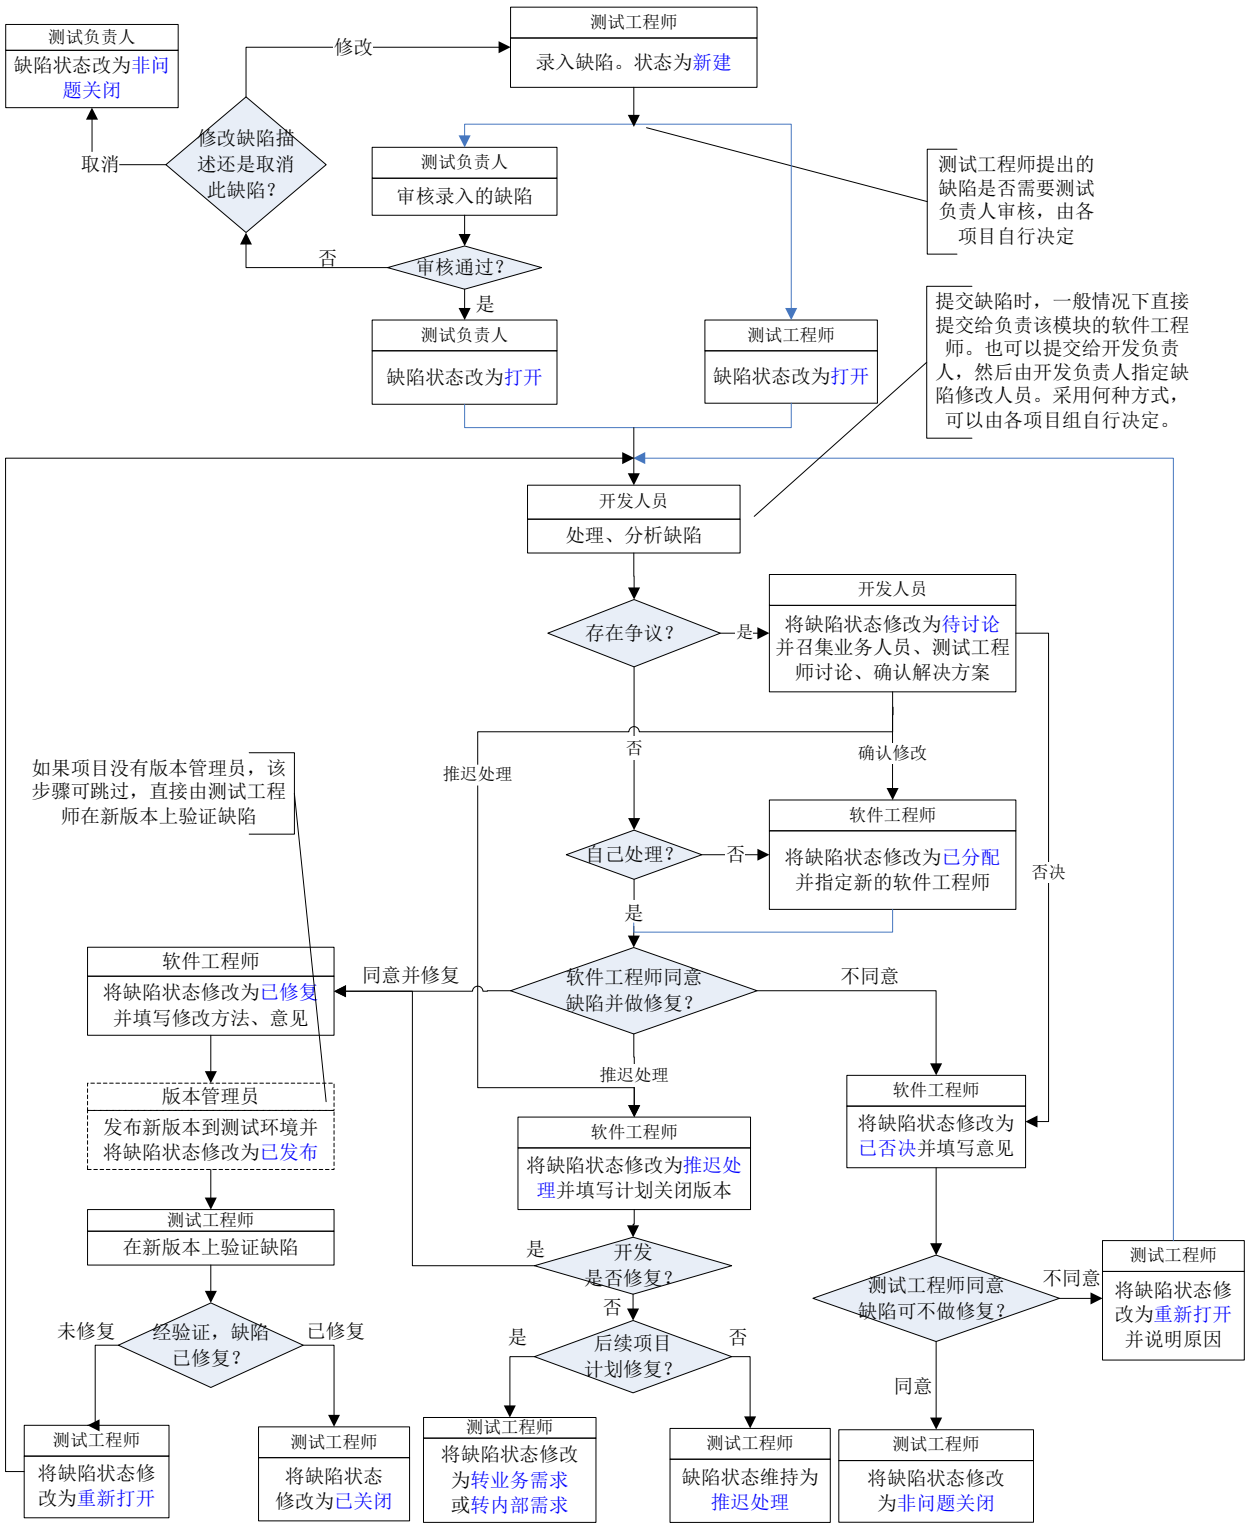 测试工程师
录入缺陷。状态为新建
测试负责人
缺陷状态改为非问
题关闭
修改
修改缺陷描
述还是取消
此缺陷？
取消
测试负责人
审核录入的缺陷
测试工程师提出的
缺陷是否需要测试
负责人审核，由各
项目自行决定
否
审核通过？
是
测试负责人
缺陷状态改为打开
测试工程师
缺陷状态改为打开
提交缺陷时，一般情况下直接
提交给负责该模块的软件工程
师。也可以提交给开发负责
人，然后由开发负责人指定缺
陷修改人员。采用何种方式，
可以由各项目组自行决定。
开发人员
处理、分析缺陷
存在争议？
是
开发人员
将缺陷状态修改为待讨论
并召集业务人员、测试工程
师讨论、确认解决方案
否
确认修改
推迟处理
如果项目没有版本管理员，该
步骤可跳过，直接由测试工程
师在新版本上验证缺陷
自己处理？
否
软件工程师
将缺陷状态修改为已分配
并指定新的软件工程师
否决
是
软件工程师
将缺陷状态修改为已修复
并填写修改方法、意见
同意并修复
软件工程师同意
缺陷并做修复？
不同意
推迟处理
版本管理员
发布新版本到测试环境并
将缺陷状态修改为已发布
软件工程师
将缺陷状态修改为推迟处
理并填写计划关闭版本
软件工程师
将缺陷状态修改为
已否决并填写意见
测试工程师
在新版本上验证缺陷
是
开发
是否修复？
否
测试工程师同意
缺陷可不做修复？
不同意
测试工程师
将缺陷状态修
改为重新打开
并说明原因
未修复
经验证，缺陷
已修复？
已修复
是
后续项目
计划修复？
否
同意
测试工程师
将缺陷状态修
改为重新打开
测试工程师
将缺陷状态
修改为已关闭
测试工程师
将缺陷状态修改
为转业务需求
或转内部需求
测试工程师
缺陷状态维持为
推迟处理
测试工程师
将缺陷状态修改
为非问题关闭